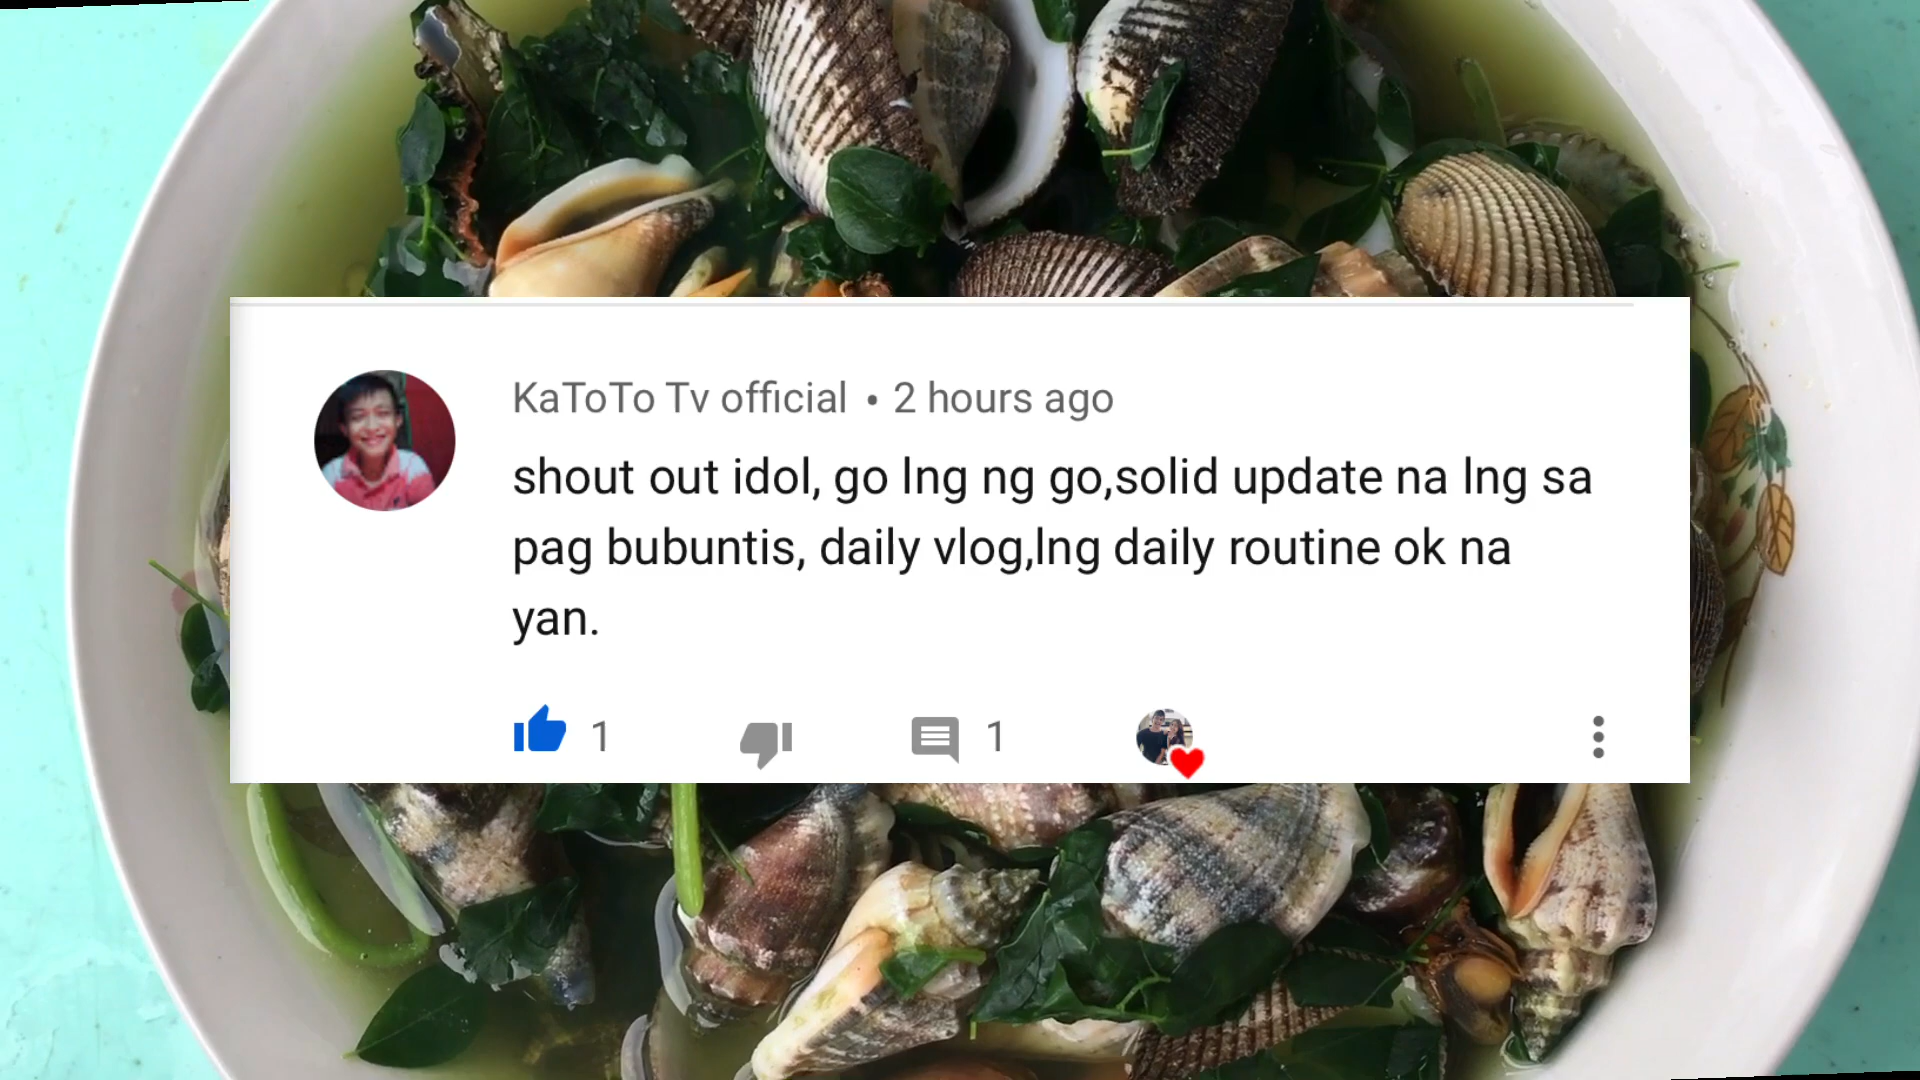 KaToTo Tv official • 2 hours ago
shout out idol, go lng ng go,solid update na lng sa
pag bubuntis, daily vlog,lng daily routine ok na
yan.
1
1